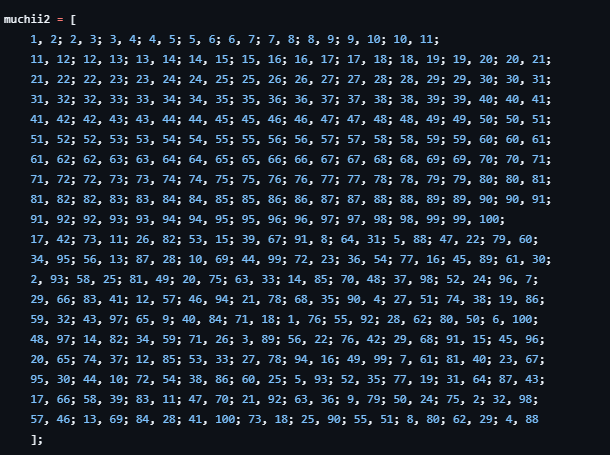 muchii2 = [
1, 2; 2, 3; 3, 4; 4, 5; 5, 6; 6, 7; 7, 8; 8, 9; 9, 10; 10, 11;
11, 12; 12, 13; 13, 14; 14, 15; 15, 16; 16, 17; 17, 18; 18, 19; 19, 20; 20, 21;
21, 22; 22, 23; 23, 24; 24, 25; 25, 26; 26, 27; 27, 28; 28, 29; 29, 30; 30, 31;
31, 32; 32, 33; 33, 34; 34, 35; 35, 36; 36, 37; 37, 38; 38, 39; 39, 40; 40, 41;
41, 42; 42, 43; 43, 44; 44, 45; 45, 46; 46, 47; 47, 48; 48, 49; 49, 50; 50, 51;
51, 52; 52, 53; 53, 54; 54, 55; 55, 56; 56, 57; 57, 58; 58, 59; 59, 60; 60, 61;
61, 62; 62, 63; 63, 64; 64, 65; 65, 66; 66, 67; 67, 68; 68, 69; 69, 70; 70, 71;
71, 72; 72, 73; 73, 74; 74, 75; 75, 76; 76, 77; 77, 78; 78, 79; 79, 80; 80, 81;
81, 82; 82, 83; 83, 84; 84, 85; 85, 86; 86, 87; 87, 88; 88, 89; 89, 90; 90, 91;
91, 92; 92, 93; 93, 94; 94, 95; 95, 96; 96, 97; 97, 98; 98, 99; 99, 100;
17, 42; 73, 11; 26, 82; 53, 15; 39, 67; 91, 8; 64, 31; 5, 88; 47, 22; 79, 60;
34, 95; 56, 13; 87, 28; 10, 69; 44, 99; 72, 23; 36, 54; 77, 16; 45, 89; 61, 30;
2, 93; 58, 25; 81, 49; 20, 75; 63, 33; 14, 85; 70, 48; 37, 98; 52, 24; 96, 7;
29, 66; 83, 41; 12, 57; 46, 94; 21, 78; 68, 35; 90, 4; 27, 51; 74, 38; 19, 86;
59, 32; 43, 97; 65, 9; 40, 84; 71, 18; 1, 76; 55, 92; 28, 62; 80, 50; 6, 100;
48, 97; 14, 82; 34, 59; 71, 26; 3, 89; 56, 22; 76, 42; 29, 68; 91, 15; 45, 96;
20, 65; 74, 37; 12, 85; 53, 33; 27, 78; 94, 16; 49, 99; 7, 61; 81, 40; 23, 67;
95, 30; 44, 10; 72, 54; 38, 86; 60, 25; 5, 93; 52, 35; 77, 19; 31, 64; 87, 43;
17, 66; 58, 39; 83, 11; 47, 70; 21, 92; 63, 36; 9, 79; 50, 24; 75, 2; 32, 98;
57, 46; 13, 69; 84, 28; 41, 100; 73, 18; 25, 90; 55, 51; 8, 80; 62, 29; 4, 88
];